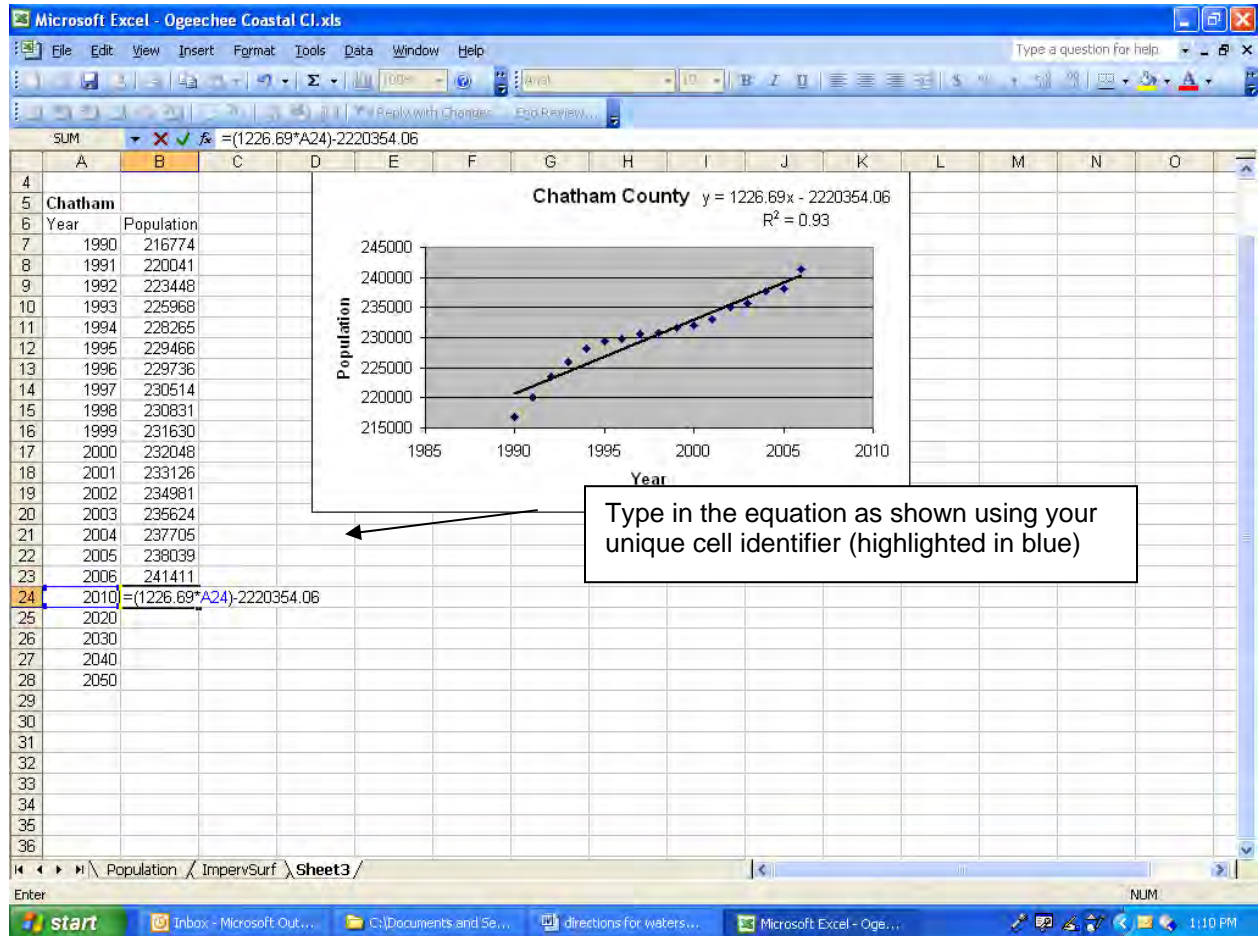 Microsoft Excel - Ogeechee Coastal CI.xls
File Edit View Insert Format Tools Data Window Help Type a question for help
100% Arial 10 B I U $ %
Reply with Changes... End Review...
SUM fx =(1226.69*A24)-2220354.06
A B C D E F G H I J K L M N O
4
5 Chatham
6 Year Population
7 1990 216774
8 1991 220041
9 1992 223448
10 1993 225968
11 1994 228265
12 1995 229466
13 1996 229736
14 1997 230514
15 1998 230831
16 1999 231630
17 2000 232048
18 2001 233126
19 2002 234981
20 2003 235624
21 2004 237705
22 2005 238039
23 2006 241411
24 2010 =(1226.69*A24)-2220354.06
25 2020
26 2030
27 2040
28 2050
29
30
31
32
33
34
35
36
Chatham County y = 1226.69x - 2220354.06
R² = 0.93
245000
240000
235000
230000
225000
220000
215000
Population
1985 1990 1995 2000 2005 2010
Year
Type in the equation as shown using your
unique cell identifier (highlighted in blue)
Population ImpervSurf Sheet3
Enter NUM
start Inbox - Microsoft Out... C:\Documents and Se... directions for waters... Microsoft Excel - Oge... 1:10 PM